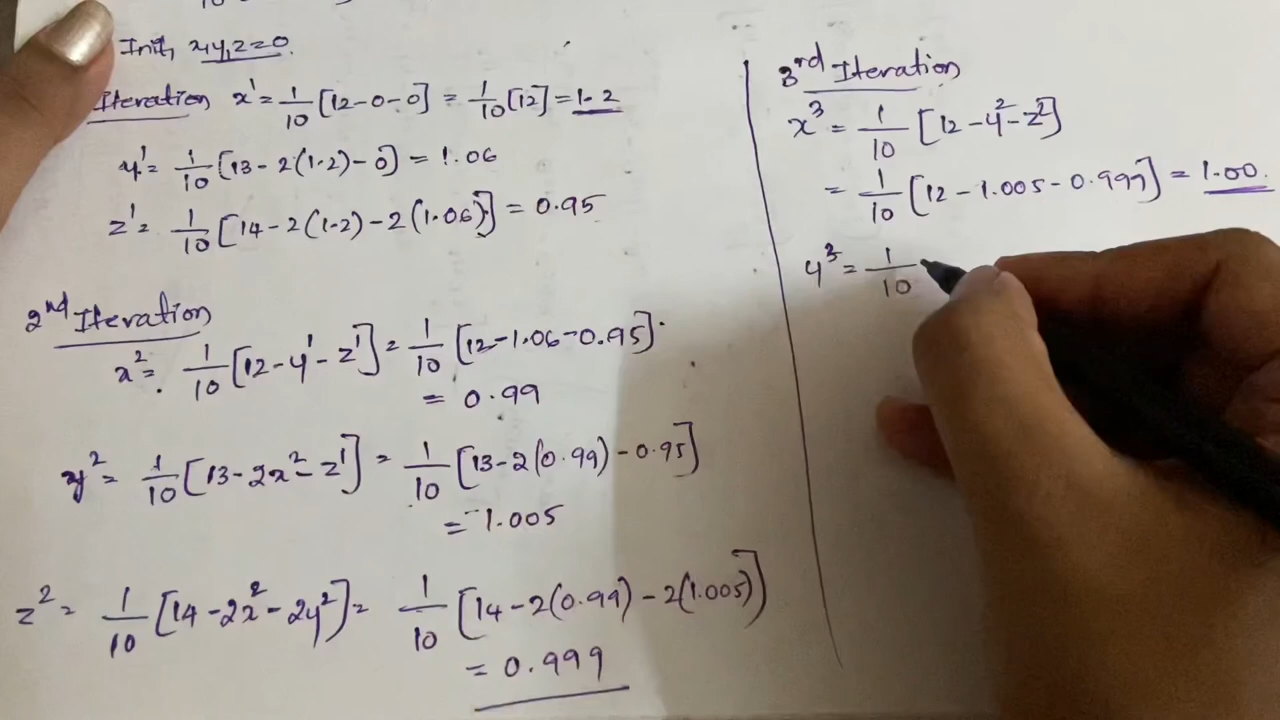 Init, x,y,z=0.
Iteration x¹ = 1/10 [12-0-0] = 1/10 [12] = 1.2
y¹ = 1/10 [13 - 2(1.2) - 0] = 1.06
z¹ = 1/10 [14 - 2(1.2) - 2(1.06)] = 0.95
2nd Iteration
x² = 1/10 [12 - y¹ - z¹] = 1/10 [12 - 1.06 - 0.95]
= 0.99
y² = 1/10 [13 - 2x² - z¹] = 1/10 [13 - 2(0.99) - 0.95]
= 1.005
z² = 1/10 [14 - 2x² - 2y²] = 1/10 [14 - 2(0.99) - 2(1.005)]
= 0.999
3rd Iteration
x³ = 1/10 [12 - y² - z²]
= 1/10 [12 - 1.005 - 0.999] = 1.00.
y³ = 1/10